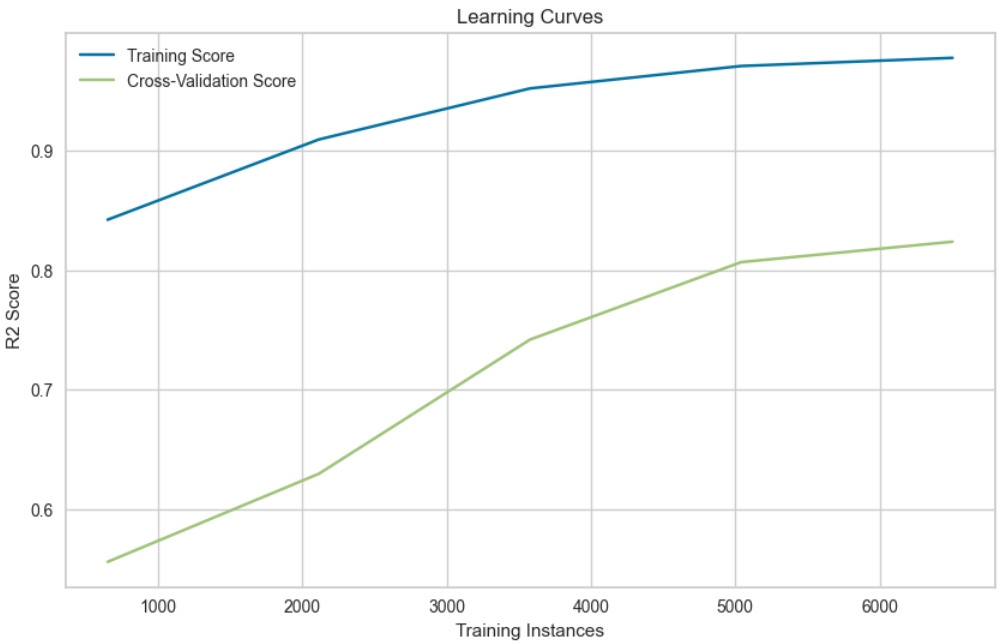 Learning Curves
Training Score
Cross-Validation Score
0.9
0.8
0.7
0.6
R2 Score
1000 2000 3000 4000 5000 6000
Training Instances